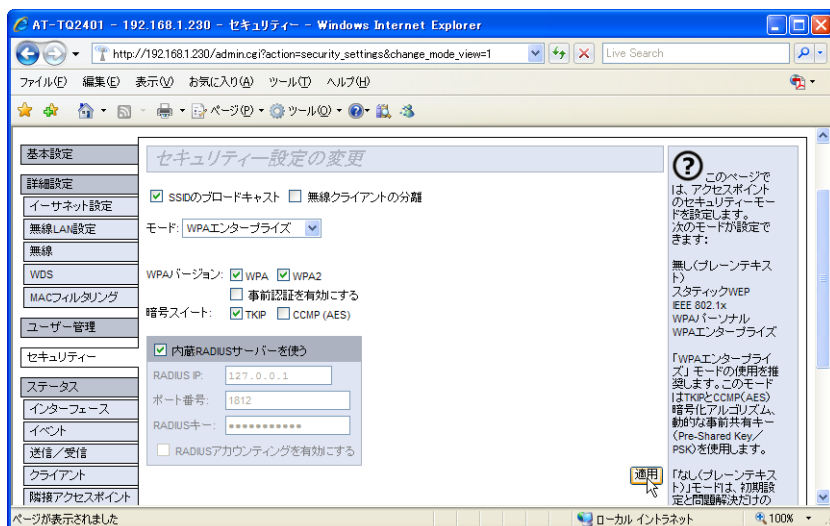 AT-TQ2401 - 192.168.1.230 - セキュリティー - Windows Internet Explorer
http://192.168.1.230/admin.cgi?action=security_settings&change_mode_view=1
Live Search
ファイル(F) 編集(E) 表示(V) お気に入り(A) ツール(T) ヘルプ(H)
ページ(P) ツール(O)
基本設定
詳細設定
イーサネット設定
無線LAN設定
無線
WDS
MACフィルタリング
ユーザー管理
セキュリティー
ステータス
インターフェース
イベント
送信/受信
クライアント
隣接アクセスポイント
セキュリティー設定の変更
SSIDのブロードキャスト 無線クライアントの分離
モード: WPAエンタープライズ
WPAバージョン: WPA WPA2
事前認証を有効にする
暗号スイート: TKIP CCMP (AES)
内蔵RADIUSサーバーを使う
RADIUS IP: 127.0.0.1
ポート番号: 1812
RADIUSキー: ●●●●●●●●●●●
RADIUSアカウンティングを有効にする
適用
?
このページで
は、アクセスポイント
のセキュリティーモー
ドを設定します。
次のモードが設定で
きます:
無し(プレーンテキス
ト)
スタティックWEP
IEEE 802.1x
WPAパーソナル
WPAエンタープライズ
「WPAエンタープライ
ズ」モードの使用を推
奨します。このモード
はTKIPとCCMP(AES)
暗号化アルゴリズム、
動的な事前共有キー
(Pre-Shared Key/
PSK)を使用します。
「なし(プレーンテキス
ト)」モードは、初期設
定と問題解決だけの
ページが表示されました
ローカル イントラネット
100%